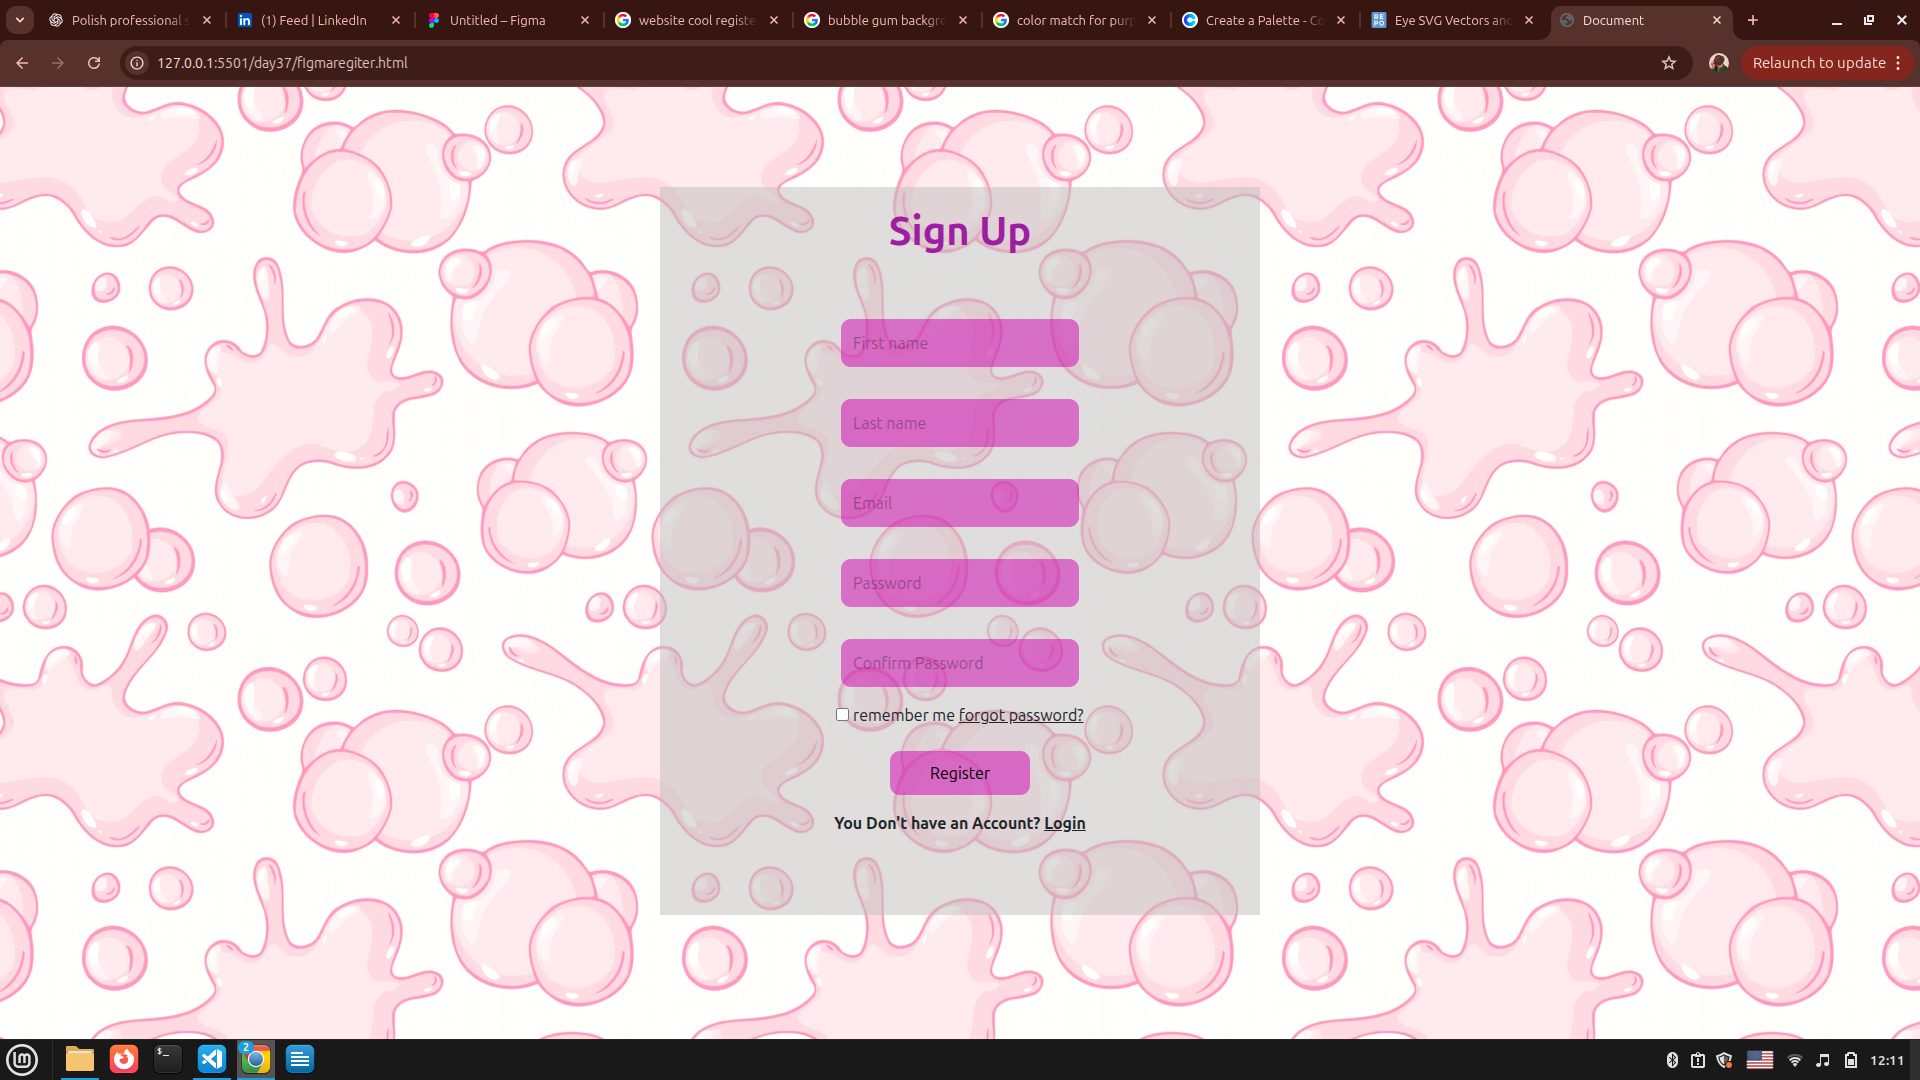 Polish professional s
(1) Feed | LinkedIn
Untitled – Figma
website cool registe
bubble gum backgro
color match for purp
Create a Palette - Co
Eye SVG Vectors and
Document
127.0.0.1:5501/day37/figmaregiter.html
Relaunch to update
Sign Up
First name
Last name
Email
Password
Confirm Password
remember me forgot password?
Register
You Don't have an Account? Login
2
12:11